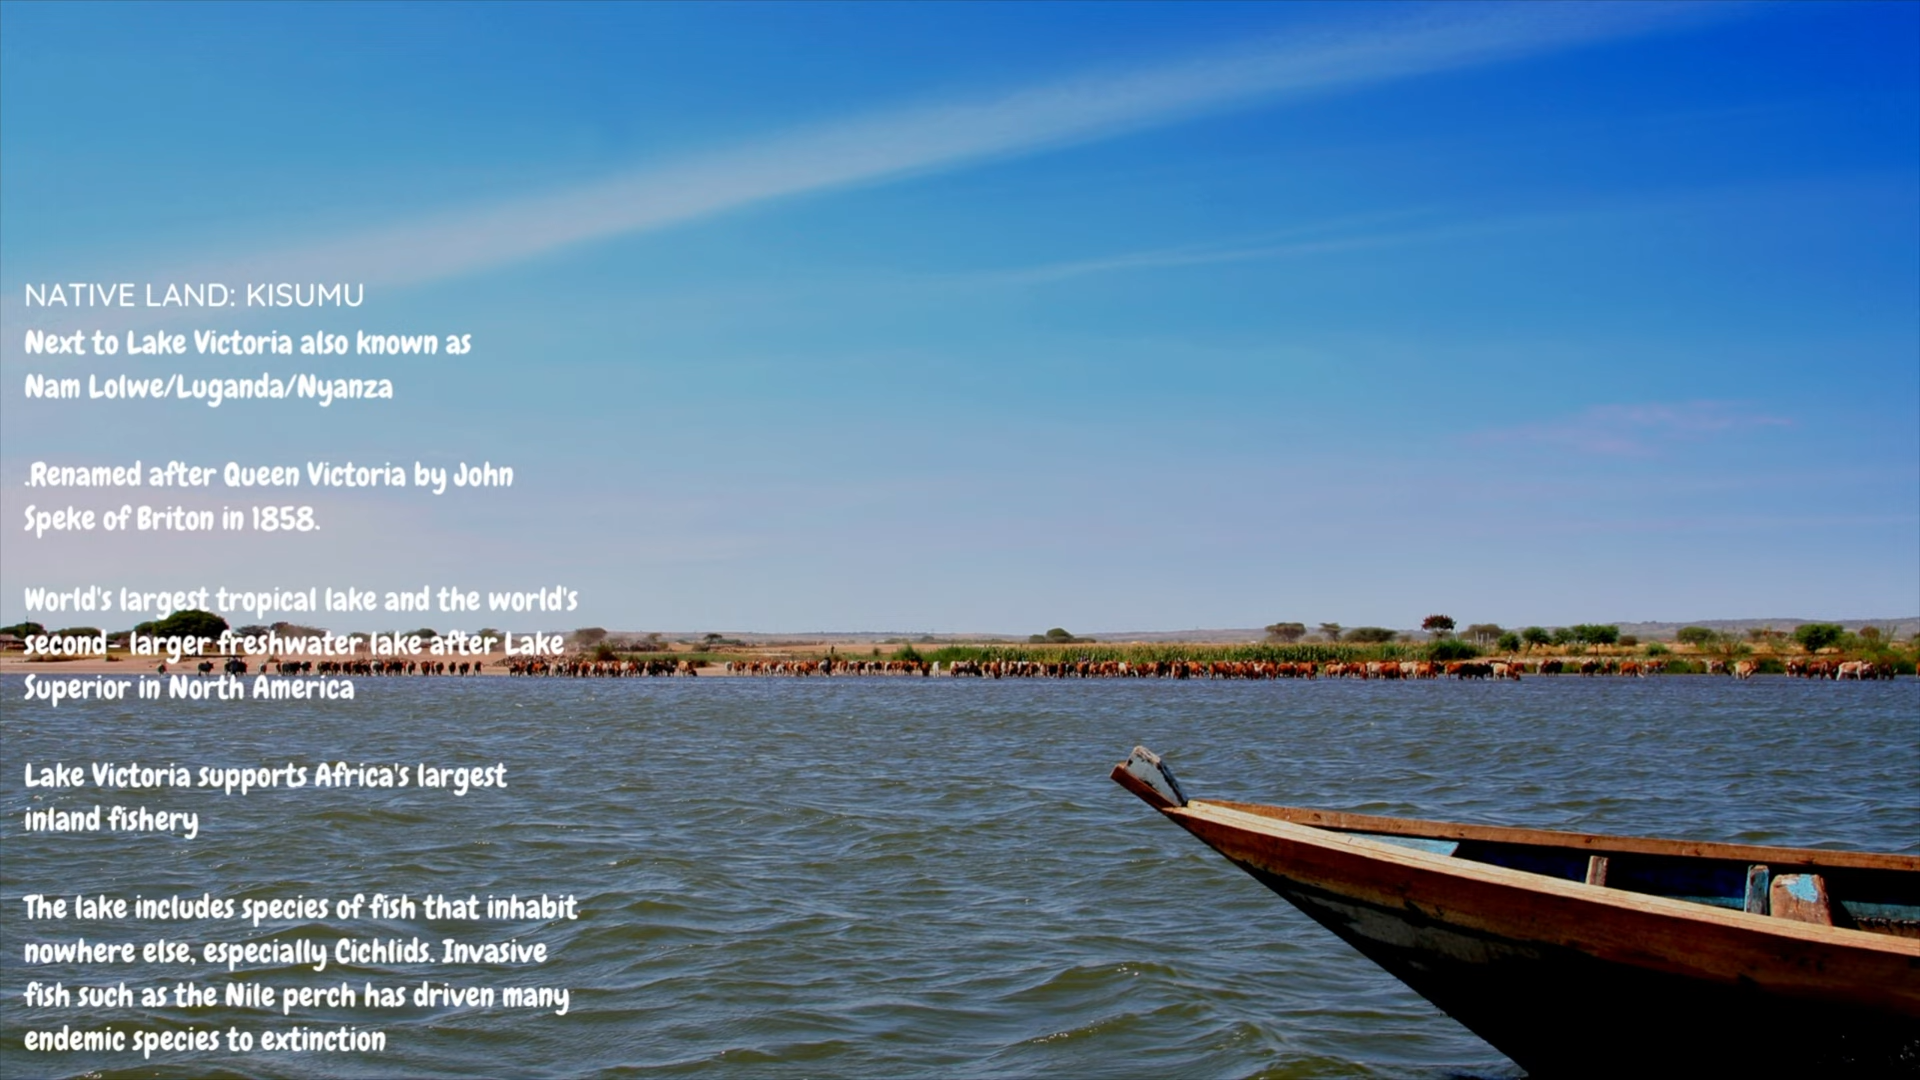 NATIVE LAND: KISUMU
Next to Lake Victoria also known as
Nam Lolwe/Luganda/Nyanza
.Renamed after Queen Victoria by John
Speke of Briton in 1858.
World's largest tropical lake and the world's
second- larger freshwater lake after Lake
Superior in North America
Lake Victoria supports Africa's largest
inland fishery
The lake includes species of fish that inhabit
nowhere else, especially Cichlids. Invasive
fish such as the Nile perch has driven many
endemic species to extinction